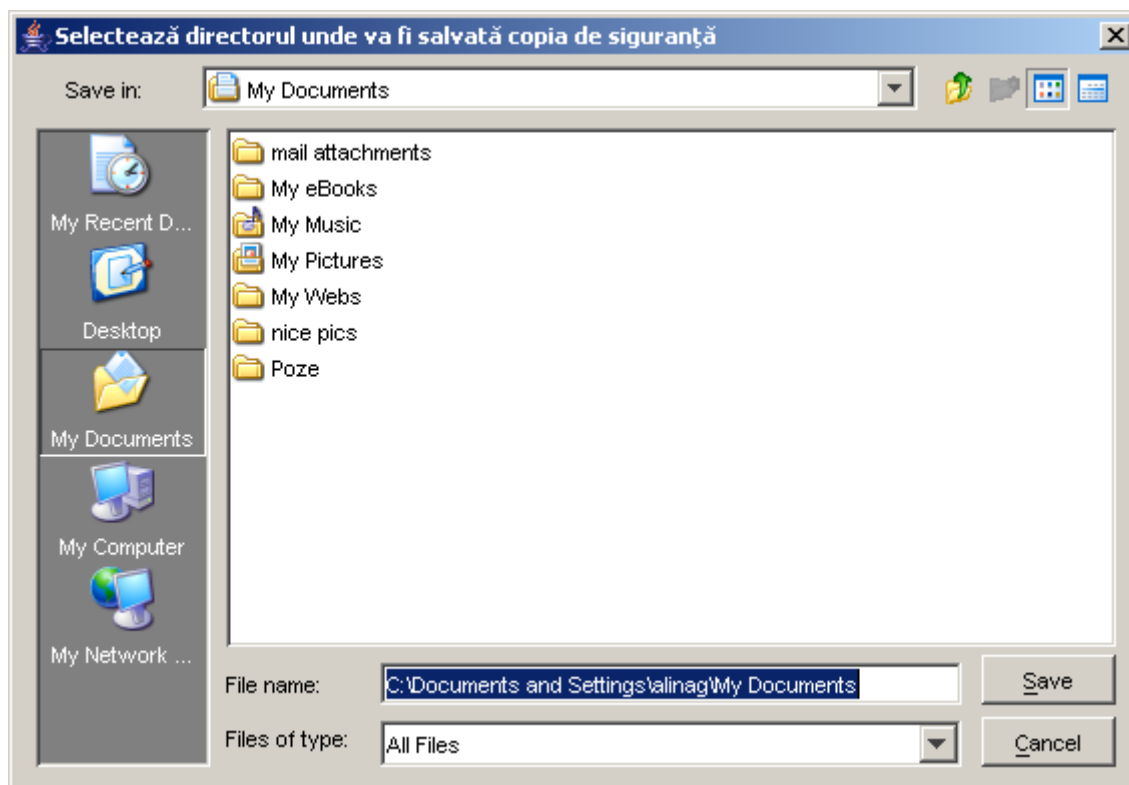 Selectează directorul unde va fi salvată copia de siguranţă
Save in: My Documents
My Recent D...
Desktop
My Documents
My Computer
My Network ...
mail attachments
My eBooks
My Music
My Pictures
My Webs
nice pics
Poze
File name: C:\Documents and Settings\alinag\My Documents
Save
Files of type: All Files
Cancel